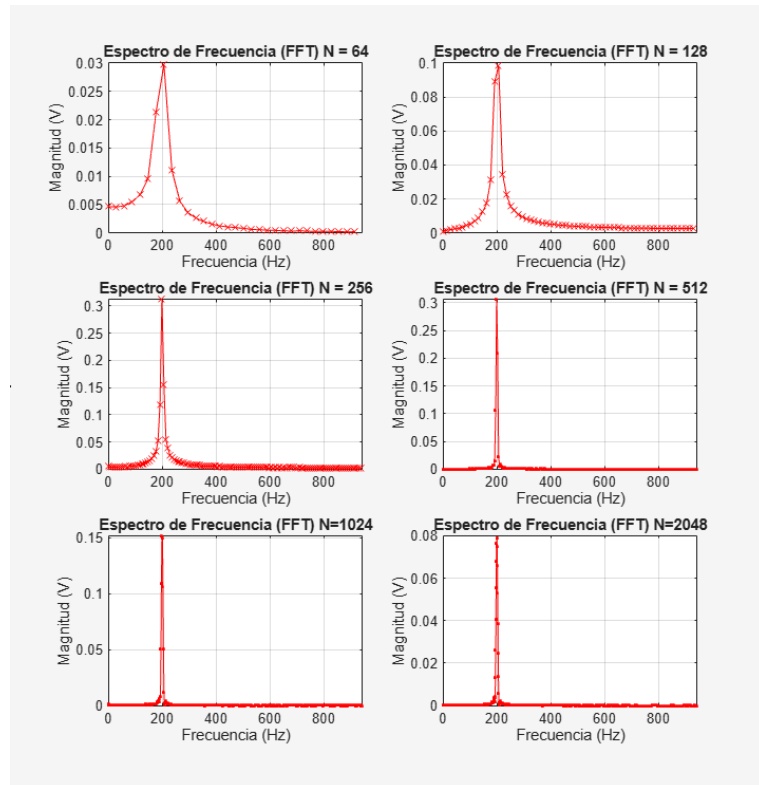 Espectro de Frecuencia (FFT) N = 64
0.03
0.025
0.02
0.015
0.01
0.005
0
Magnitud (V)
0 200 400 600 800
Frecuencia (Hz)
Espectro de Frecuencia (FFT) N = 128
0.1
0.08
0.06
0.04
0.02
0
Magnitud (V)
0 200 400 600 800
Frecuencia (Hz)
Espectro de Frecuencia (FFT) N = 256
0.3
0.25
0.2
0.15
0.1
0.05
0
Magnitud (V)
0 200 400 600 800
Frecuencia (Hz)
Espectro de Frecuencia (FFT) N = 512
0.3
0.25
0.2
0.15
0.1
0.05
0
Magnitud (V)
0 200 400 600 800
Frecuencia (Hz)
Espectro de Frecuencia (FFT) N=1024
0.15
0.1
0.05
0
Magnitud (V)
0 200 400 600 800
Frecuencia (Hz)
Espectro de Frecuencia (FFT) N=2048
0.08
0.06
0.04
0.02
0
Magnitud (V)
0 200 400 600 800
Frecuencia (Hz)